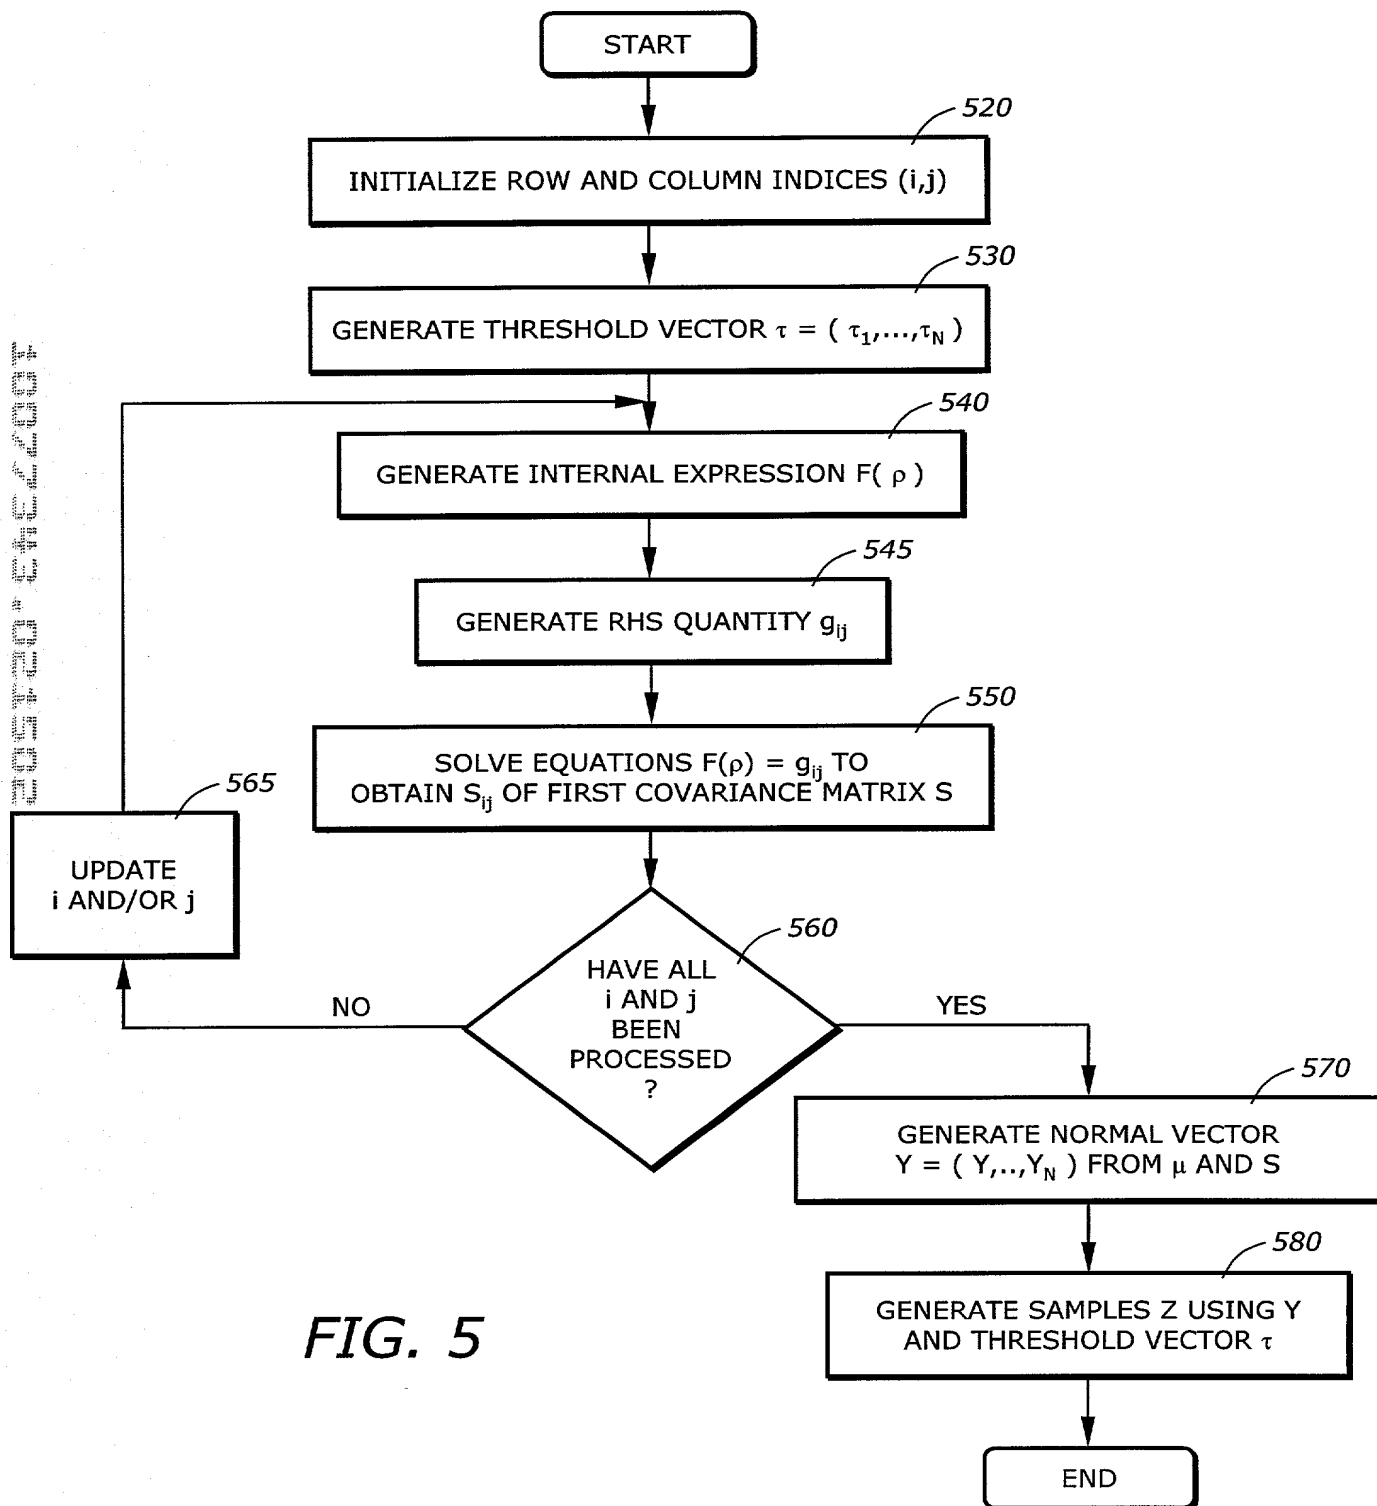 START
520
INITIALIZE ROW AND COLUMN INDICES (i,j)
530
GENERATE THRESHOLD VECTOR τ = ( τ1,...,τN )
540
GENERATE INTERNAL EXPRESSION F( ρ )
545
GENERATE RHS QUANTITY gij
550
SOLVE EQUATIONS F(ρ) = gij TO
OBTAIN Sij OF FIRST COVARIANCE MATRIX S
565
UPDATE
i AND/OR j
560
HAVE ALL
i AND j
BEEN
PROCESSED
?
NO
YES
570
GENERATE NORMAL VECTOR
Y = ( Y,..,YN ) FROM μ AND S
580
GENERATE SAMPLES Z USING Y
AND THRESHOLD VECTOR τ
END
FIG. 5
10077343.021502